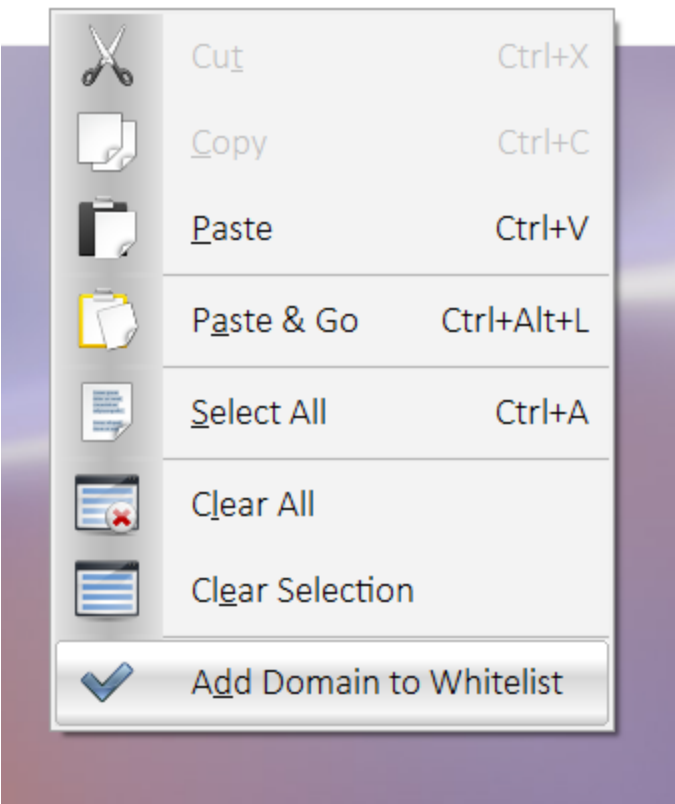 Cut Ctrl+X
Copy Ctrl+C
Paste Ctrl+V
Paste & Go Ctrl+Alt+L
Select All Ctrl+A
Clear All
Clear Selection
Add Domain to Whitelist